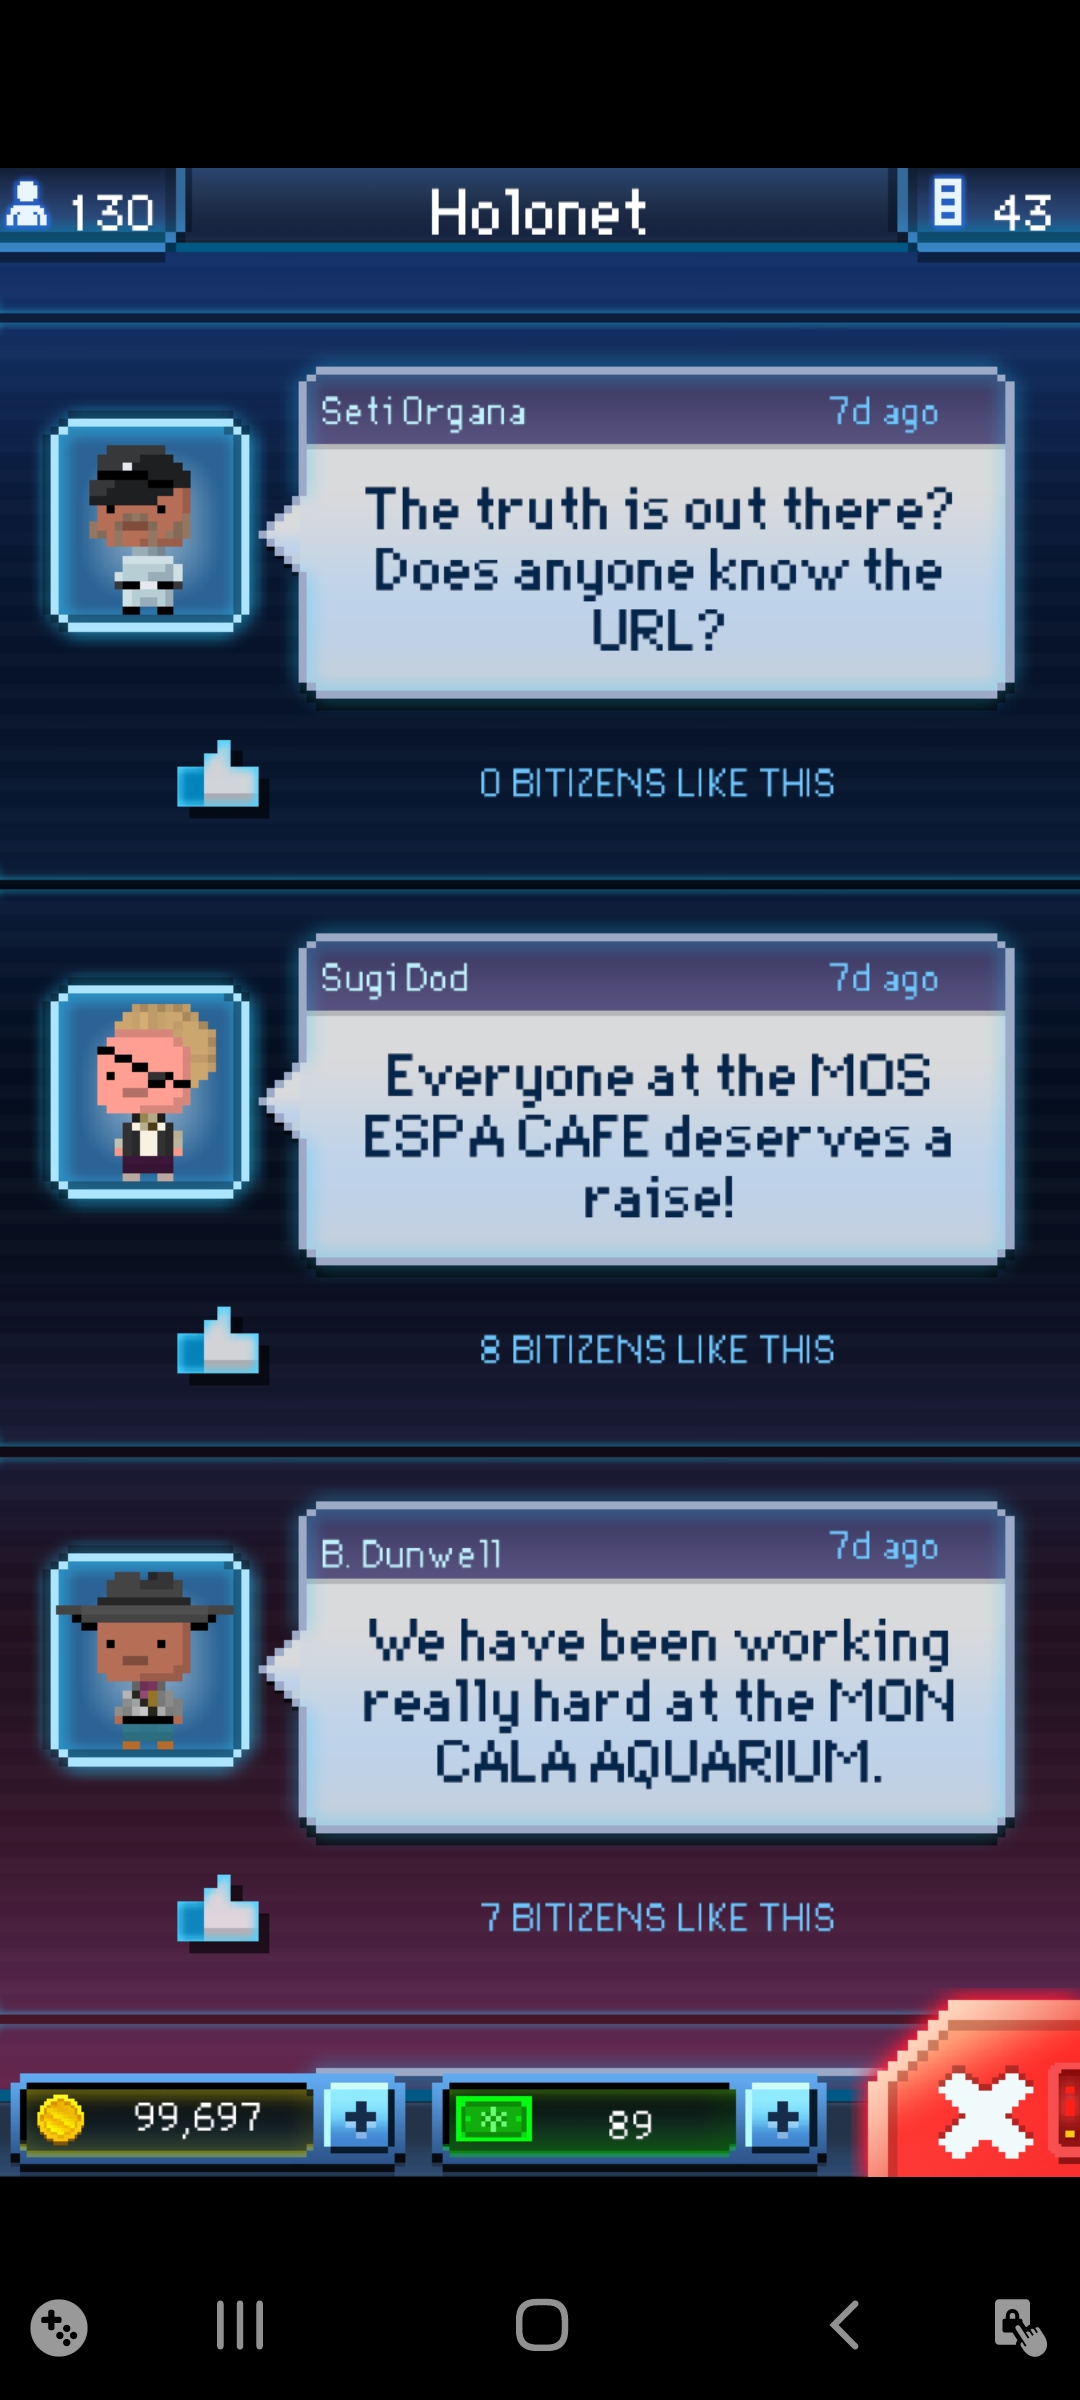 130
Holonet
43
Seti Organa
7d ago
The truth is out there?
Does anyone know the
URL?
0 BITIZENS LIKE THIS
Sugi Dod
7d ago
Everyone at the MOS
ESPA CAFE deserves a
raise!
8 BITIZENS LIKE THIS
B. Dunwell
7d ago
We have been working
really hard at the MON
CALA AQUARIUM.
7 BITIZENS LIKE THIS
99,697
89